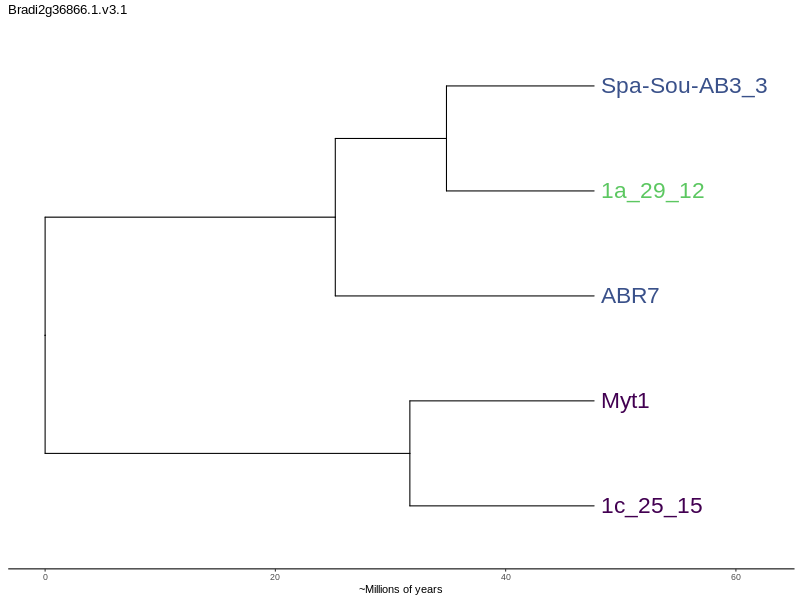 Bradi2g36866.1.v3.1
Spa-Sou-AB3_3
1a_29_12
ABR7
Myt1
1c_25_15
0 20 40 60
~Millions of years